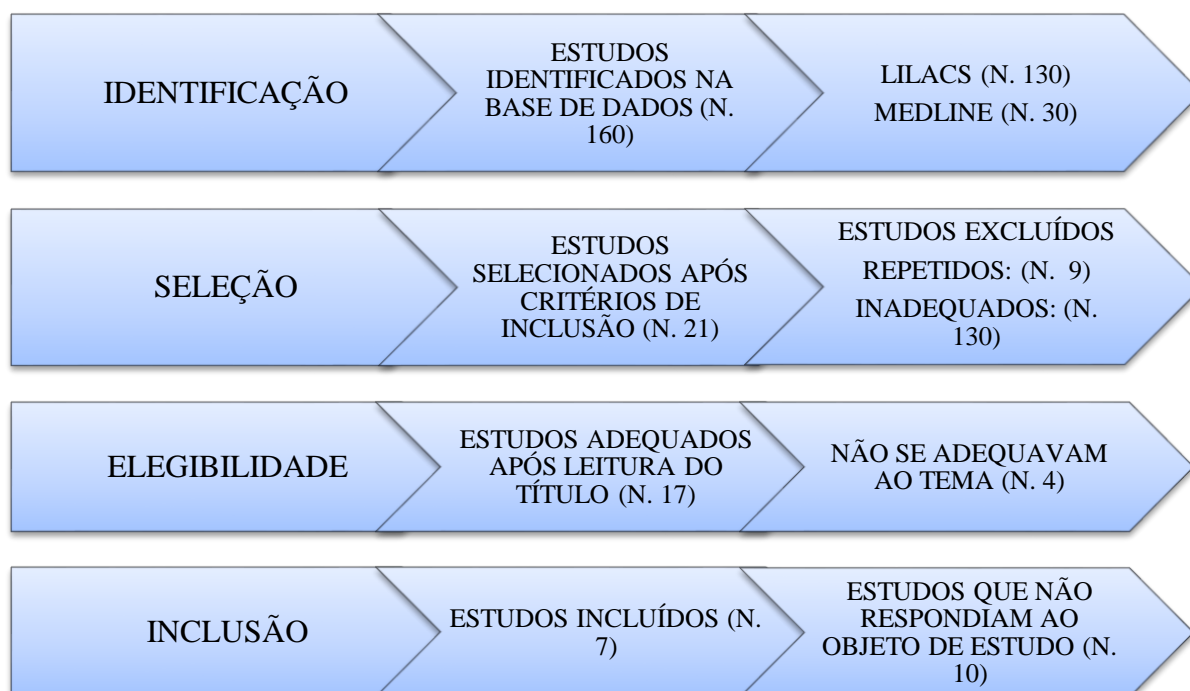 IDENTIFICAÇÃO
ESTUDOS
IDENTIFICADOS NA
BASE DE DADOS (N.
160)
LILACS (N. 130)
MEDLINE (N. 30)
SELEÇÃO
ESTUDOS
SELECIONADOS APÓS
CRITÉRIOS DE
INCLUSÃO (N. 21)
ESTUDOS EXCLUÍDOS
REPETIDOS: (N. 9)
INADEQUADOS: (N.
130)
ELEGIBILIDADE
ESTUDOS ADEQUADOS
APÓS LEITURA DO
TÍTULO (N. 17)
NÃO SE ADEQUAVAM
AO TEMA (N. 4)
INCLUSÃO
ESTUDOS INCLUÍDOS (N.
7)
ESTUDOS QUE NÃO
RESPONDIAM AO
OBJETO DE ESTUDO (N.
10)